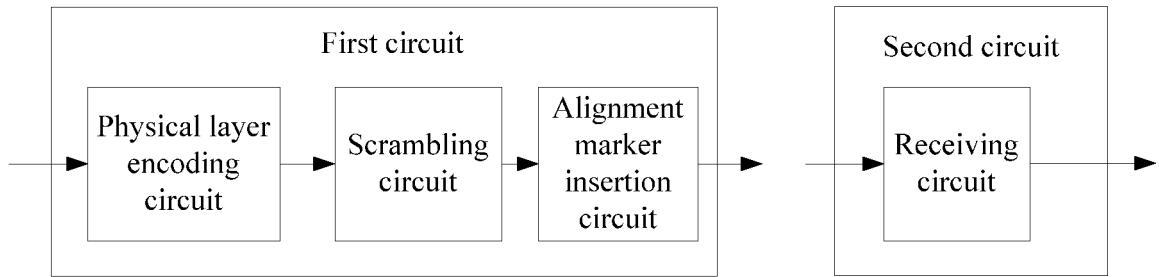 First circuit
Physical layer
encoding
circuit
Scrambling
circuit
Alignment
marker
insertion
circuit
Second circuit
Receiving
circuit